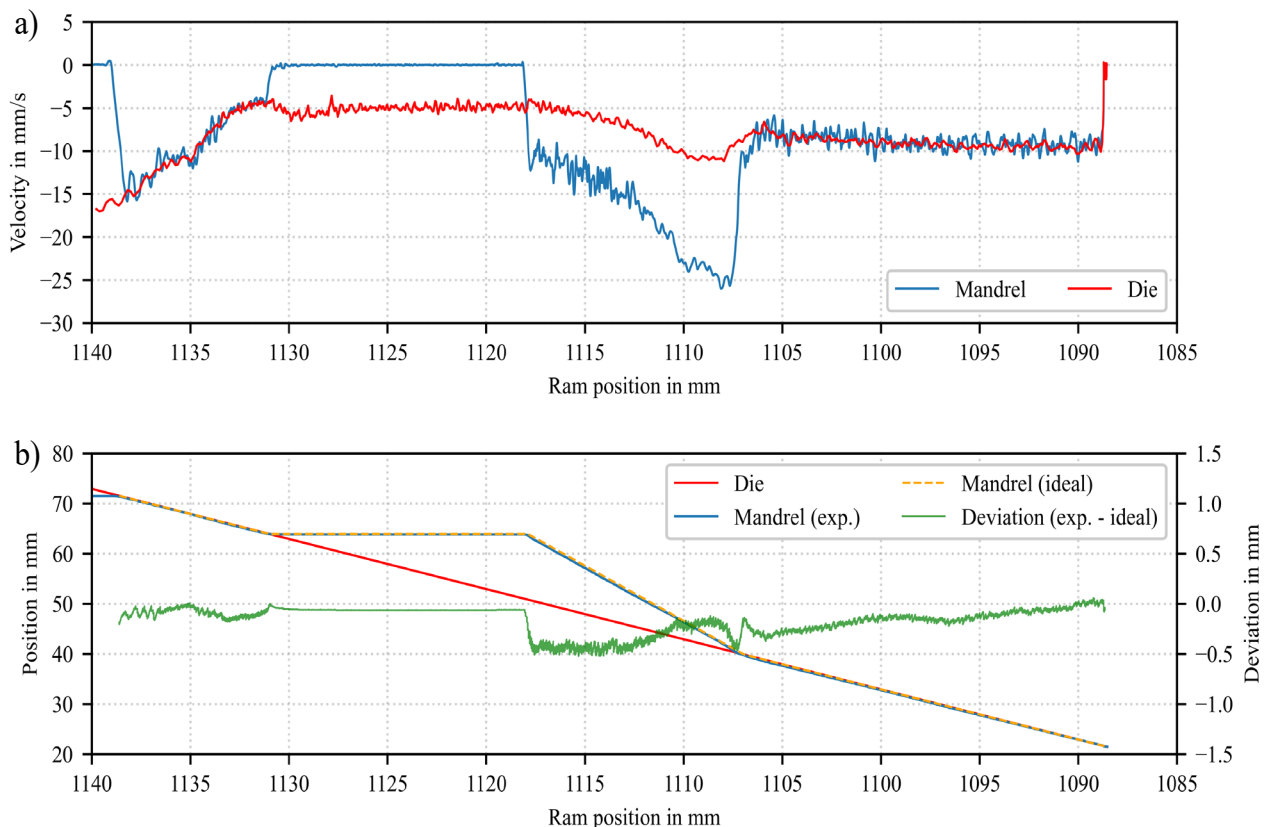 a)
Velocity in mm/s
5
0
−5
−10
−15
−20
−25
−30
Mandrel
Die
1140 1135 1130 1125 1120 1115 1110 1105 1100 1095 1090 1085
Ram position in mm
b)
Position in mm
80
70
60
50
40
30
20
Die
Mandrel (exp.)
Mandrel (ideal)
Deviation (exp. - ideal)
1.5
1.0
0.5
0.0
−0.5
−1.0
−1.5
Deviation in mm
1140 1135 1130 1125 1120 1115 1110 1105 1100 1095 1090 1085
Ram position in mm